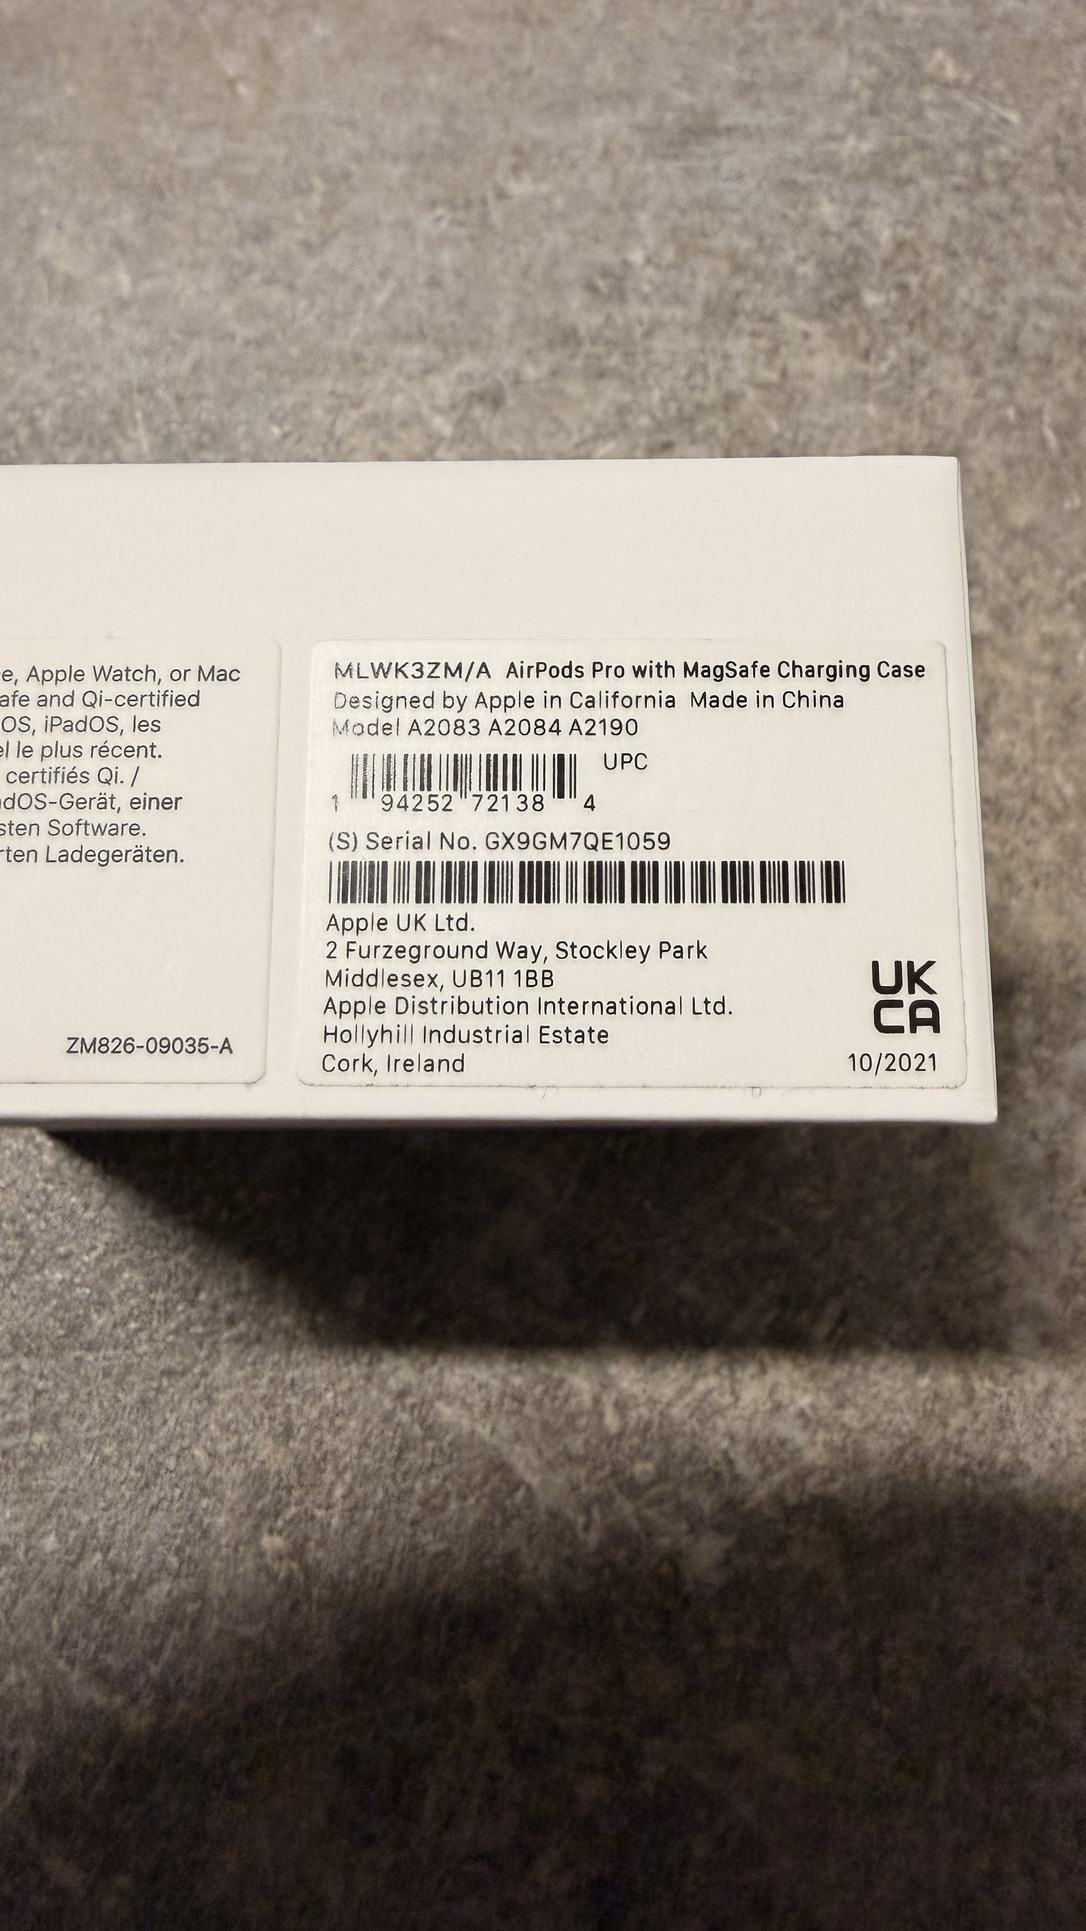 e, Apple Watch, or Mac
afe and Qi-certified
OS, iPadOS, les
el le plus récent.
certifiés Qi. /
adOS-Gerät, einer
sten Software.
rten Ladegeräten.
ZM826-09035-A
MLWK3ZM/A AirPods Pro with MagSafe Charging Case
Designed by Apple in California Made in China
Model A2083 A2084 A2190
UPC
1 94252 72138 4
(S) Serial No. GX9GM7QE1059
Apple UK Ltd.
2 Furzeground Way, Stockley Park
Middlesex, UB11 1BB
Apple Distribution International Ltd.
Hollyhill Industrial Estate
Cork, Ireland
UK
CA
10/2021